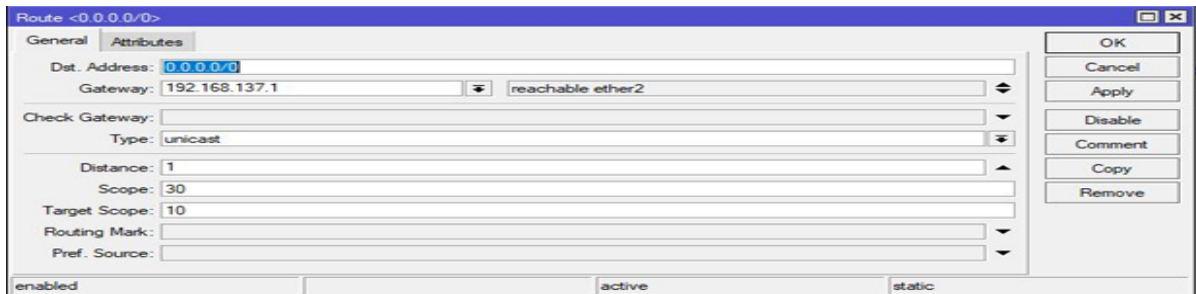 Route <0.0.0.0/0>
General Attributes
Dst. Address: 0.0.0.0/0
Gateway: 192.168.137.1 reachable ether2
Check Gateway:
Type: unicast
Distance: 1
Scope: 30
Target Scope: 10
Routing Mark:
Pref. Source:
OK
Cancel
Apply
Disable
Comment
Copy
Remove
enabled active static